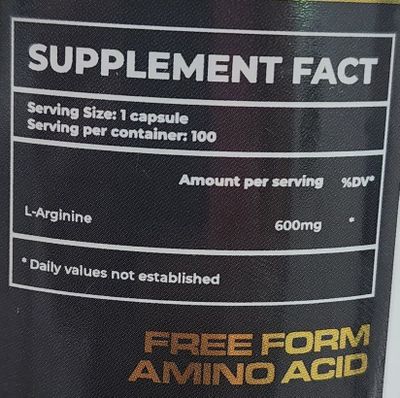 SUPPLEMENT FACT
Serving Size: 1 capsule
Serving per container: 100
Amount per serving %DV*
L-Arginine 600mg *
* Daily values not established
FREE FORM
AMINO ACID